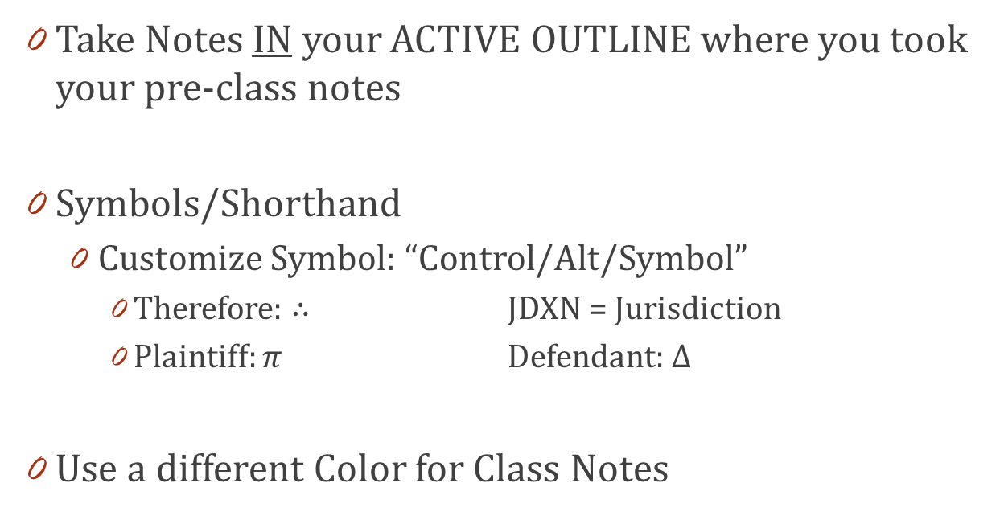 Take Notes IN your ACTIVE OUTLINE where you took
your pre-class notes
Symbols/Shorthand
Customize Symbol: “Control/Alt/Symbol”
Therefore: ∴ JDXN = Jurisdiction
Plaintiff: π Defendant: Δ
Use a different Color for Class Notes